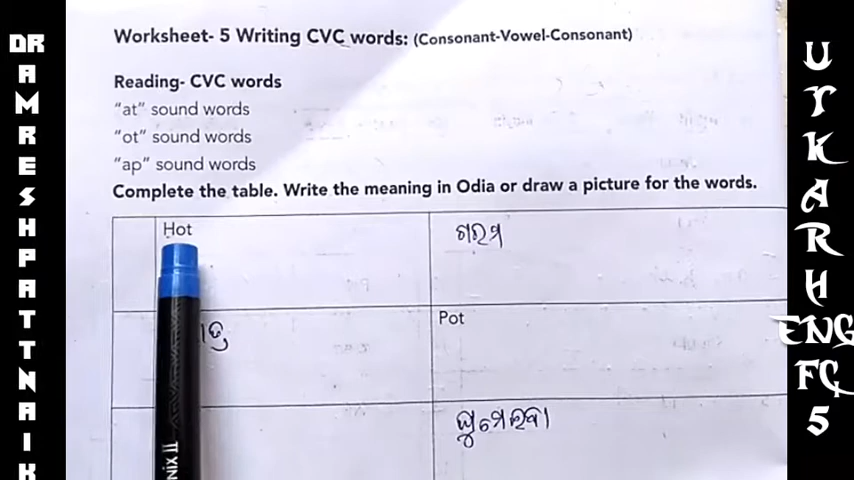 DR AMRESH PATTNAIK
Worksheet- 5 Writing CVC words: (Consonant-Vowel-Consonant)
Reading- CVC words
“at” sound words
“ot” sound words
“ap” sound words
Complete the table. Write the meaning in Odia or draw a picture for the words.
Hot
ଗରମ
Pot
ଘୁମେଇବା
UTKARH ENG FC 5